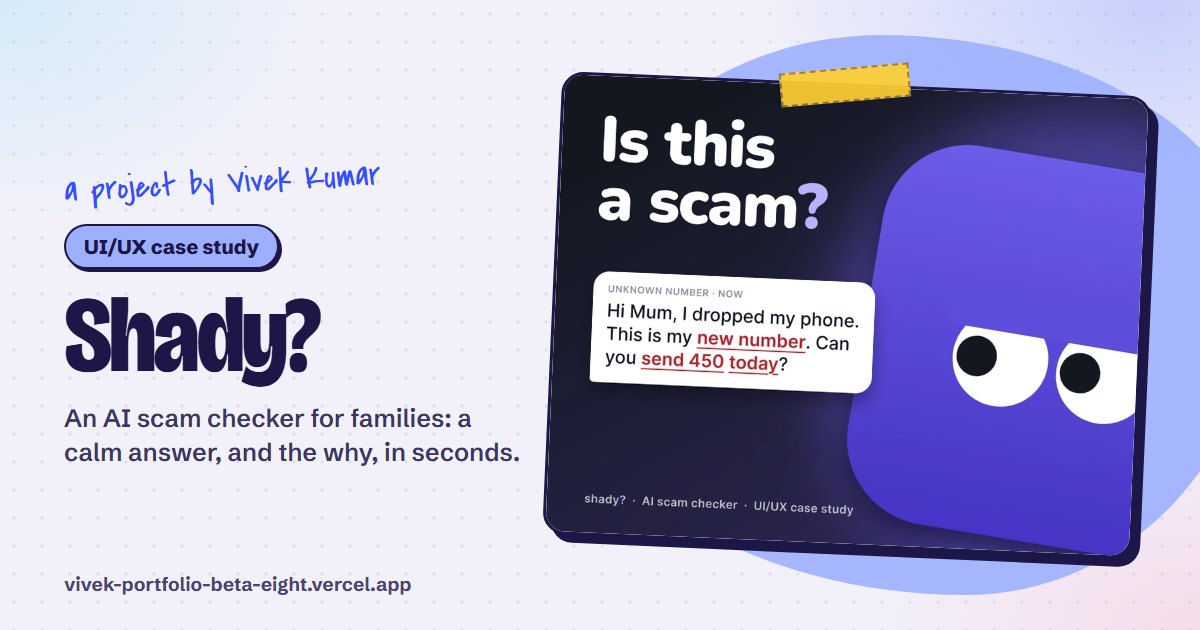 a project by Vivek Kumar
UI/UX case study
Shady?
An AI scam checker for families: a
calm answer, and the why, in seconds.
vivek-portfolio-beta-eight.vercel.app
Is this
a scam?
UNKNOWN NUMBER · NOW
Hi Mum, I dropped my phone.
This is my new number. Can
you send 450 today?
shady? · AI scam checker · UI/UX case study